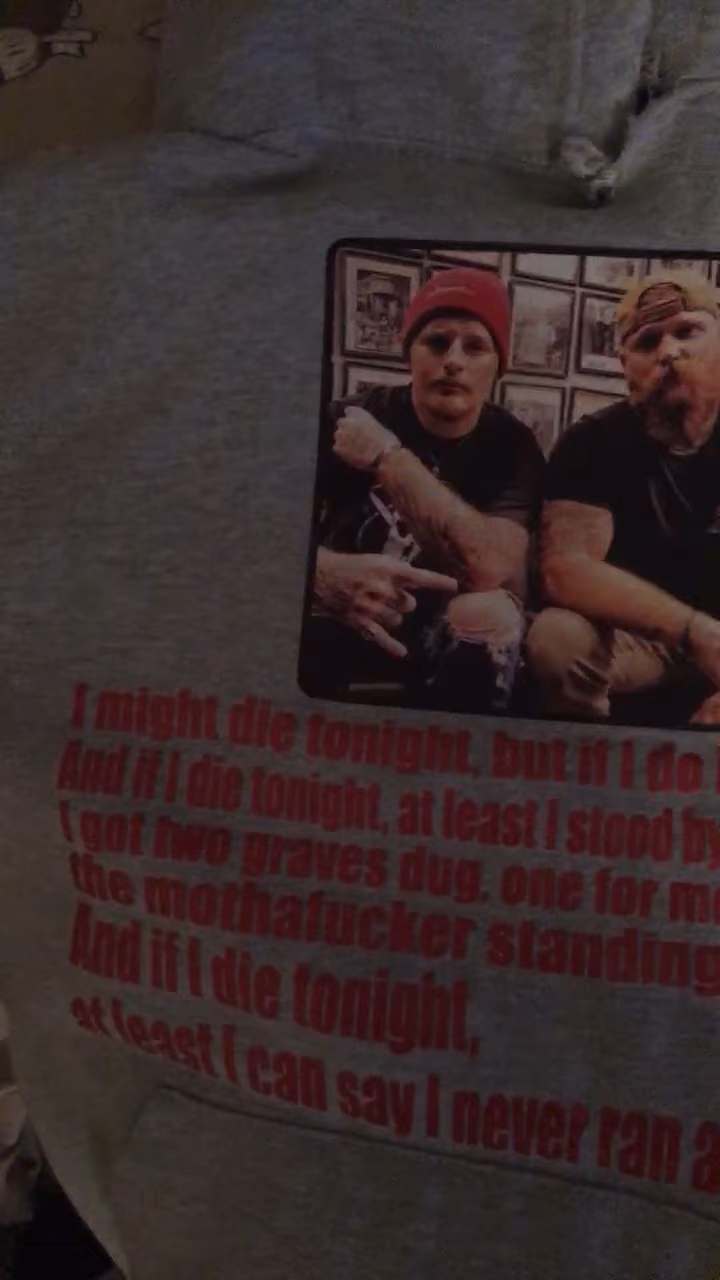 I might die tonight, but if I do
And if I die tonight, at least I stood by
I got two graves dug, one for
the mothafucker standing
And if I die tonight,
at least I can say I never ran